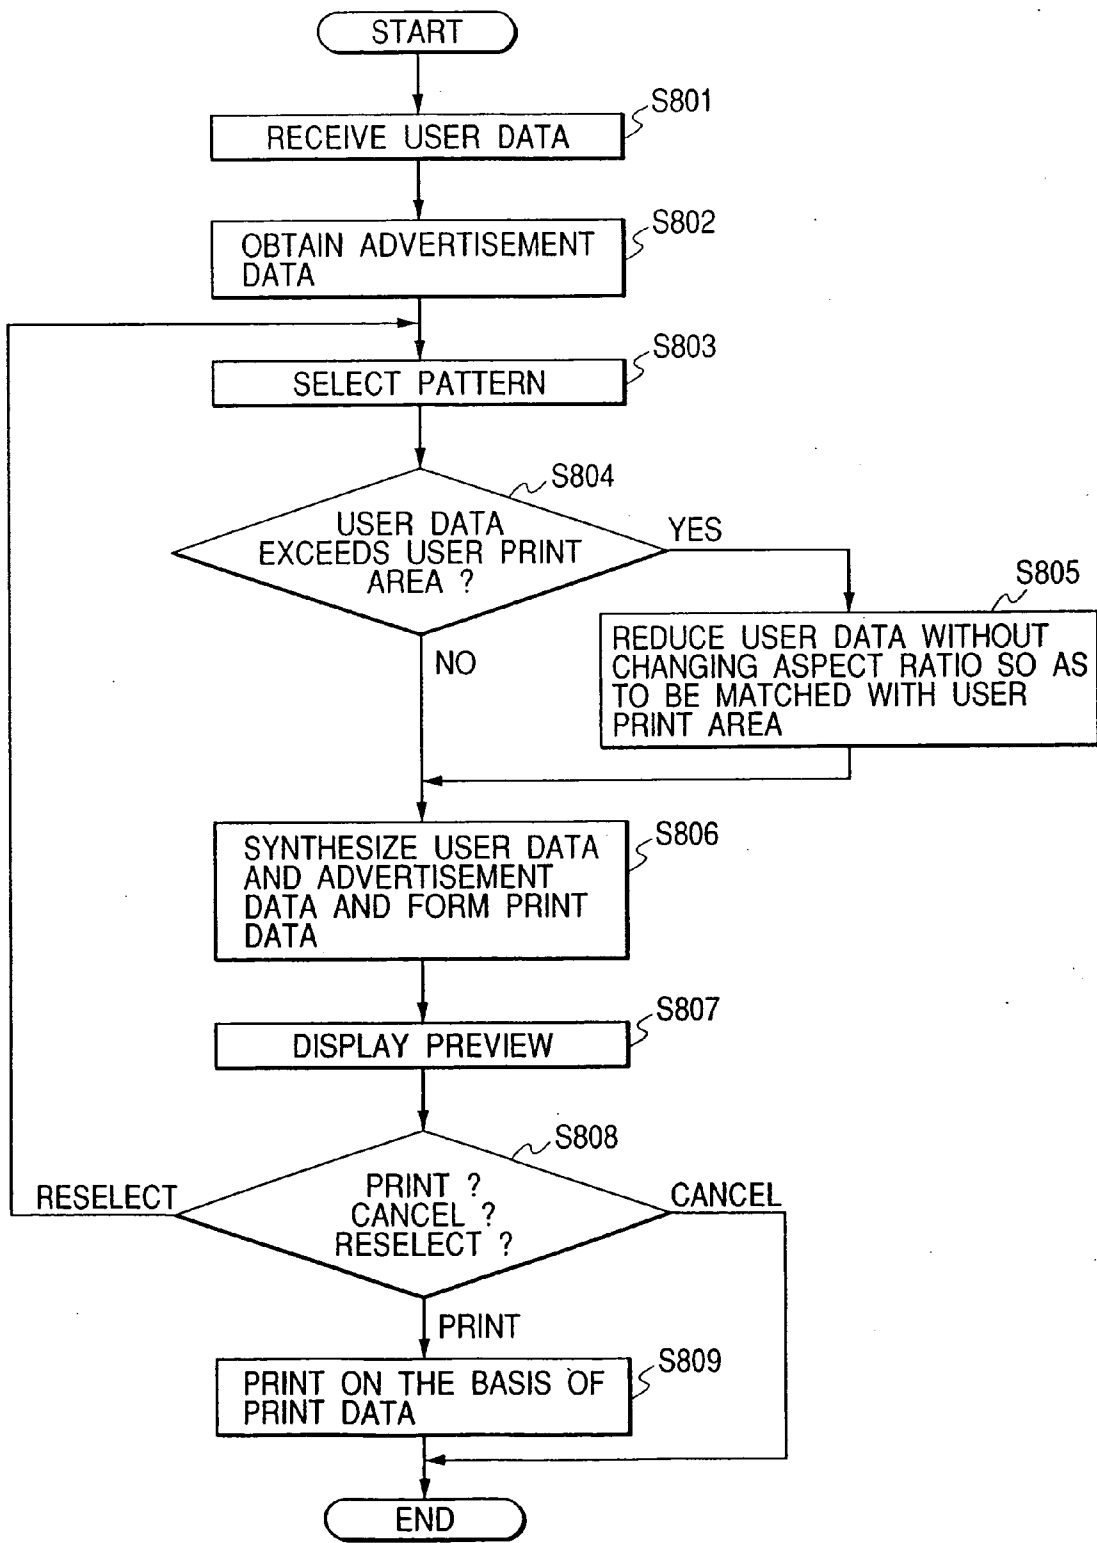 START
S801
RECEIVE USER DATA
S802
OBTAIN ADVERTISEMENT
DATA
S803
SELECT PATTERN
S804
USER DATA
EXCEEDS USER PRINT
AREA ?
YES
NO
S805
REDUCE USER DATA WITHOUT
CHANGING ASPECT RATIO SO AS
TO BE MATCHED WITH USER
PRINT AREA
S806
SYNTHESIZE USER DATA
AND ADVERTISEMENT
DATA AND FORM PRINT
DATA
S807
DISPLAY PREVIEW
S808
PRINT ?
CANCEL ?
RESELECT ?
RESELECT
CANCEL
PRINT
S809
PRINT ON THE BASIS OF
PRINT DATA
END